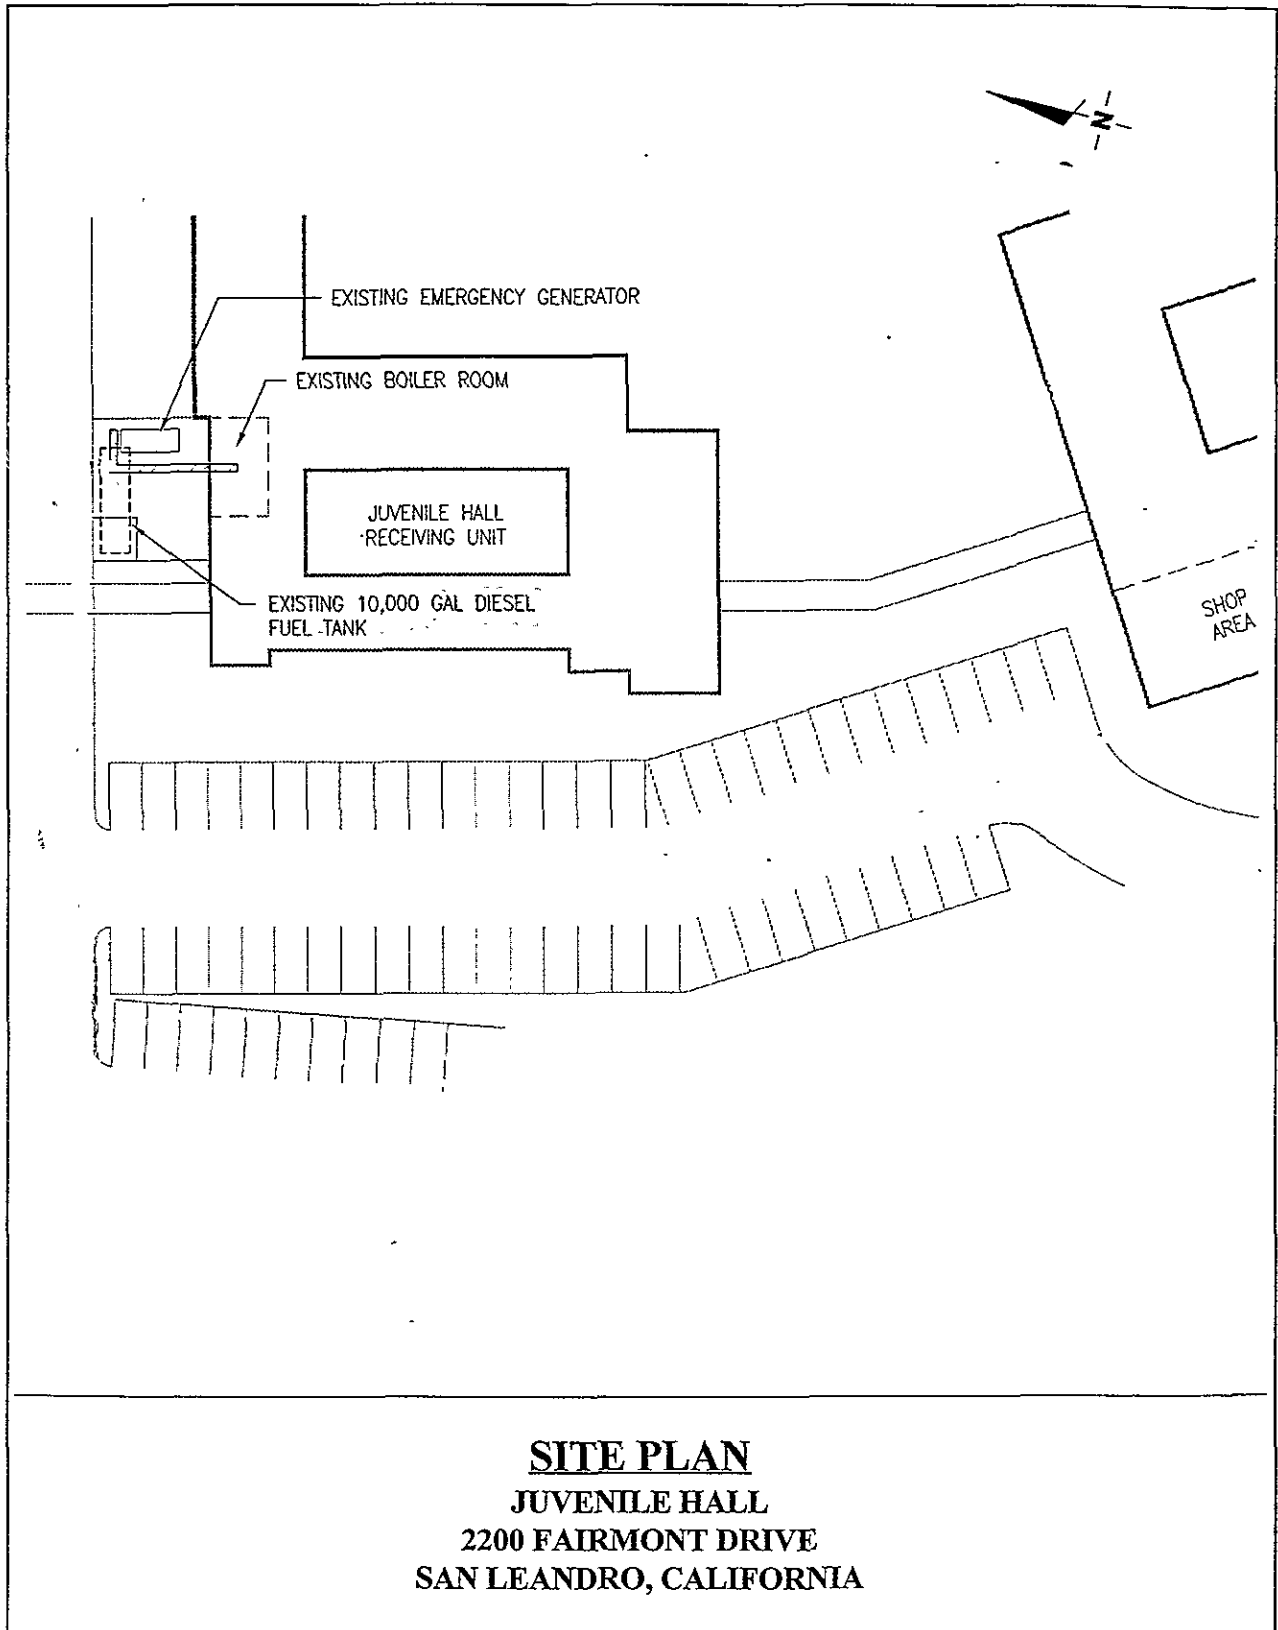 N
EXISTING EMERGENCY GENERATOR
EXISTING BOILER ROOM
JUVENILE HALL
RECEIVING UNIT
EXISTING 10,000 GAL DIESEL
FUEL TANK
SHOP
AREA
SITE PLAN
JUVENILE HALL
2200 FAIRMONT DRIVE
SAN LEANDRO, CALIFORNIA